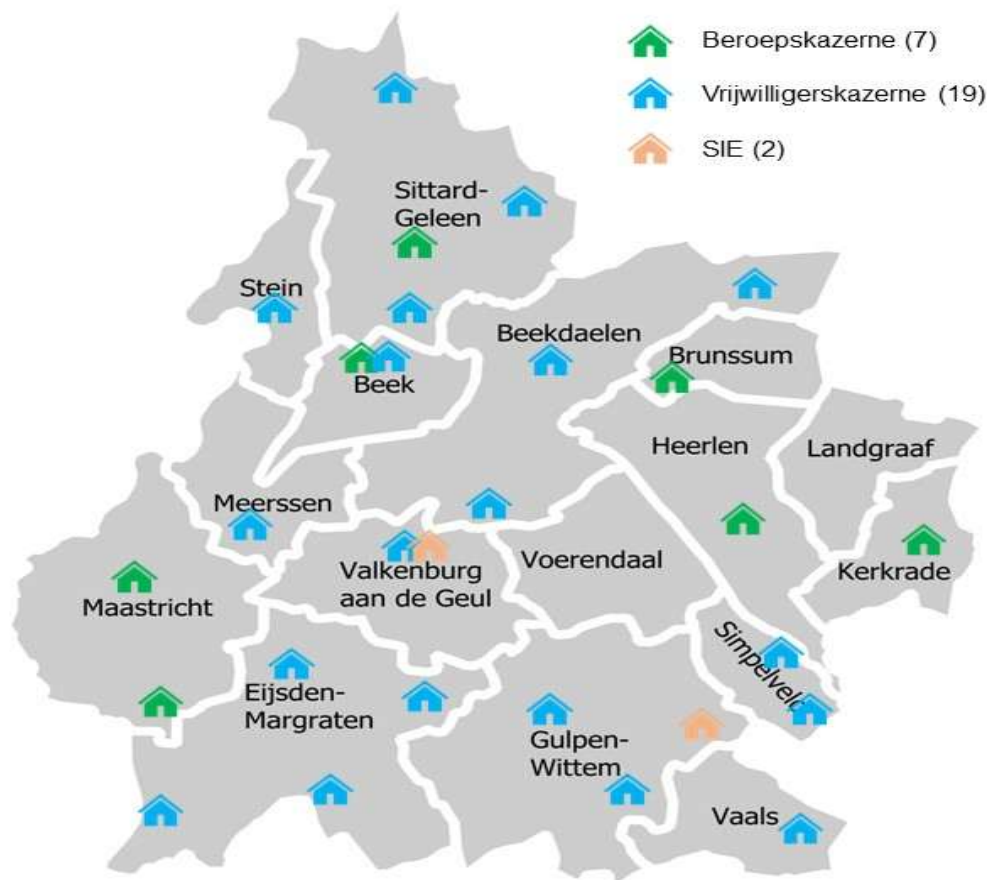 Beroepskazerne (7)
Vrijwilligerskazerne (19)
SIE (2)
Sittard-
Geleen
Stein
Beekdaelen
Brunssum
Beek
Heerlen
Landgraaf
Meerssen
Voerendaal
Kerkrade
Valkenburg
aan de Geul
Maastricht
Simpelveld
Eijsden-
Margraten
Gulpen-
Wittem
Vaals